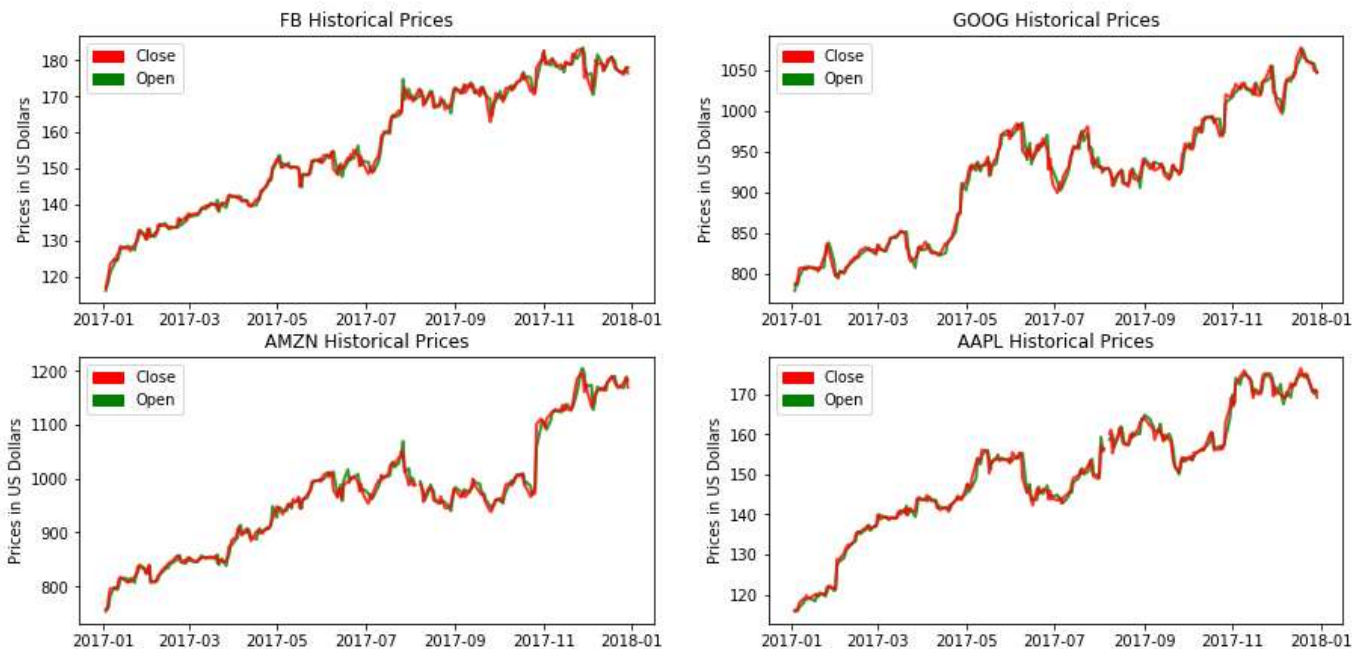 FB Historical Prices
Prices in US Dollars
180
170
160
150
140
130
120
Close
Open
2017-01 2017-03 2017-05 2017-07 2017-09 2017-11 2018-01
GOOG Historical Prices
Prices in US Dollars
1050
1000
950
900
850
800
Close
Open
2017-01 2017-03 2017-05 2017-07 2017-09 2017-11 2018-01
AMZN Historical Prices
Prices in US Dollars
1200
1100
1000
900
800
Close
Open
2017-01 2017-03 2017-05 2017-07 2017-09 2017-11 2018-01
AAPL Historical Prices
Prices in US Dollars
170
160
150
140
130
120
Close
Open
2017-01 2017-03 2017-05 2017-07 2017-09 2017-11 2018-01